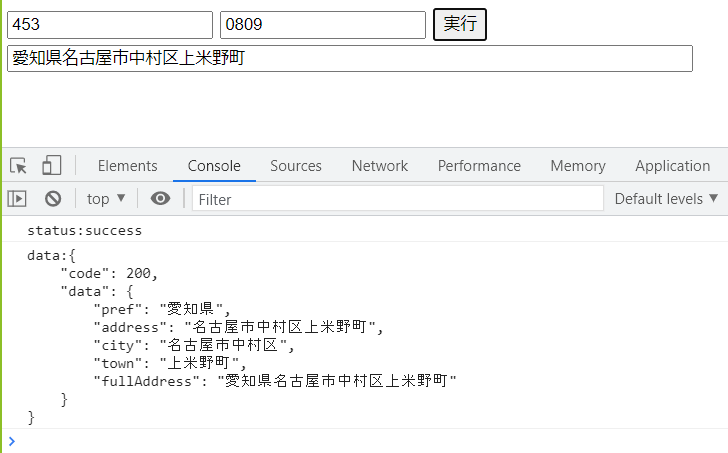 453 0809 実行
愛知県名古屋市中村区上米野町
Elements Console Sources Network Performance Memory Application
top ▼ Filter Default levels ▼
status:success
data:{
    "code": 200,
    "data": {
        "pref": "愛知県",
        "address": "名古屋市中村区上米野町",
        "city": "名古屋市中村区",
        "town": "上米野町",
        "fullAddress": "愛知県名古屋市中村区上米野町"
    }
}
>